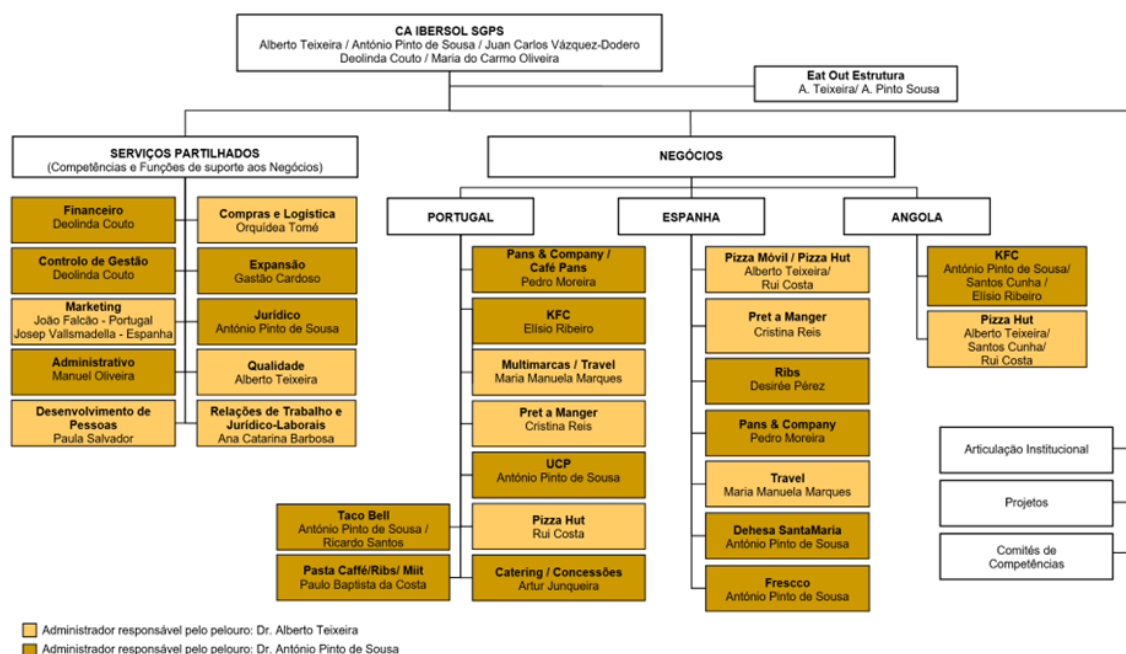 CA IBERSOL SGPS
Alberto Teixeira / António Pinto de Sousa / Juan Carlos Vázquez-Dodero
Deolinda Couto / Maria do Carmo Oliveira
Eat Out Estrutura
A. Teixeira/ A. Pinto Sousa
SERVIÇOS PARTILHADOS
(Competências e Funções de suporte aos Negócios)
Financeiro
Deolinda Couto
Compras e Logística
Orquídea Tomé
Controlo de Gestão
Deolinda Couto
Expansão
Gastão Cardoso
Marketing
João Falcão - Portugal
Josep Vallsmadella - Espanha
Jurídico
António Pinto de Sousa
Administrativo
Manuel Oliveira
Qualidade
Alberto Teixeira
Desenvolvimento de
Pessoas
Paula Salvador
Relações de Trabalho e
Jurídico-Laborais
Ana Catarina Barbosa
NEGÓCIOS
PORTUGAL
Pans & Company /
Café Pans
Pedro Moreira
KFC
Elísio Ribeiro
Multimarcas / Travel
Maria Manuela Marques
Pret a Manger
Cristina Reis
UCP
António Pinto de Sousa
Taco Bell
António Pinto de Sousa /
Ricardo Santos
Pizza Hut
Rui Costa
Pasta Caffé/Ribs/ Miit
Paulo Baptista da Costa
Catering / Concessões
Artur Junqueira
ESPANHA
Pizza Móvil / Pizza Hut
Alberto Teixeira/
Rui Costa
Pret a Manger
Cristina Reis
Ribs
Desirée Pérez
Pans & Company
Pedro Moreira
Travel
Maria Manuela Marques
Dehesa SantaMaria
António Pinto de Sousa
Frescco
António Pinto de Sousa
ANGOLA
KFC
António Pinto de Sousa/
Santos Cunha /
Elísio Ribeiro
Pizza Hut
Alberto Teixeira/
Santos Cunha/
Rui Costa
Articulação Institucional
Projetos
Comités de
Competências
Administrador responsável pelo pelouro: Dr. Alberto Teixeira
Administrador responsável pelo pelouro: Dr. António Pinto de Sousa